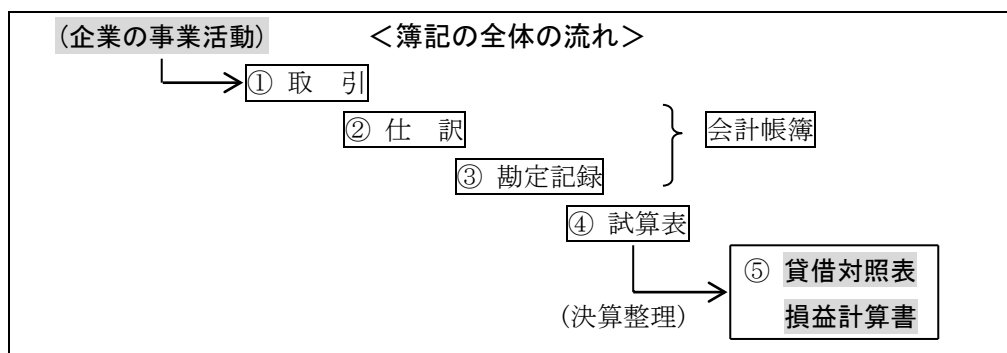 (企業の事業活動) <簿記の全体の流れ>
① 取 引
② 仕 訳 会計帳簿
③ 勘定記録
④ 試算表
⑤ 貸借対照表
(決算整理) 損益計算書